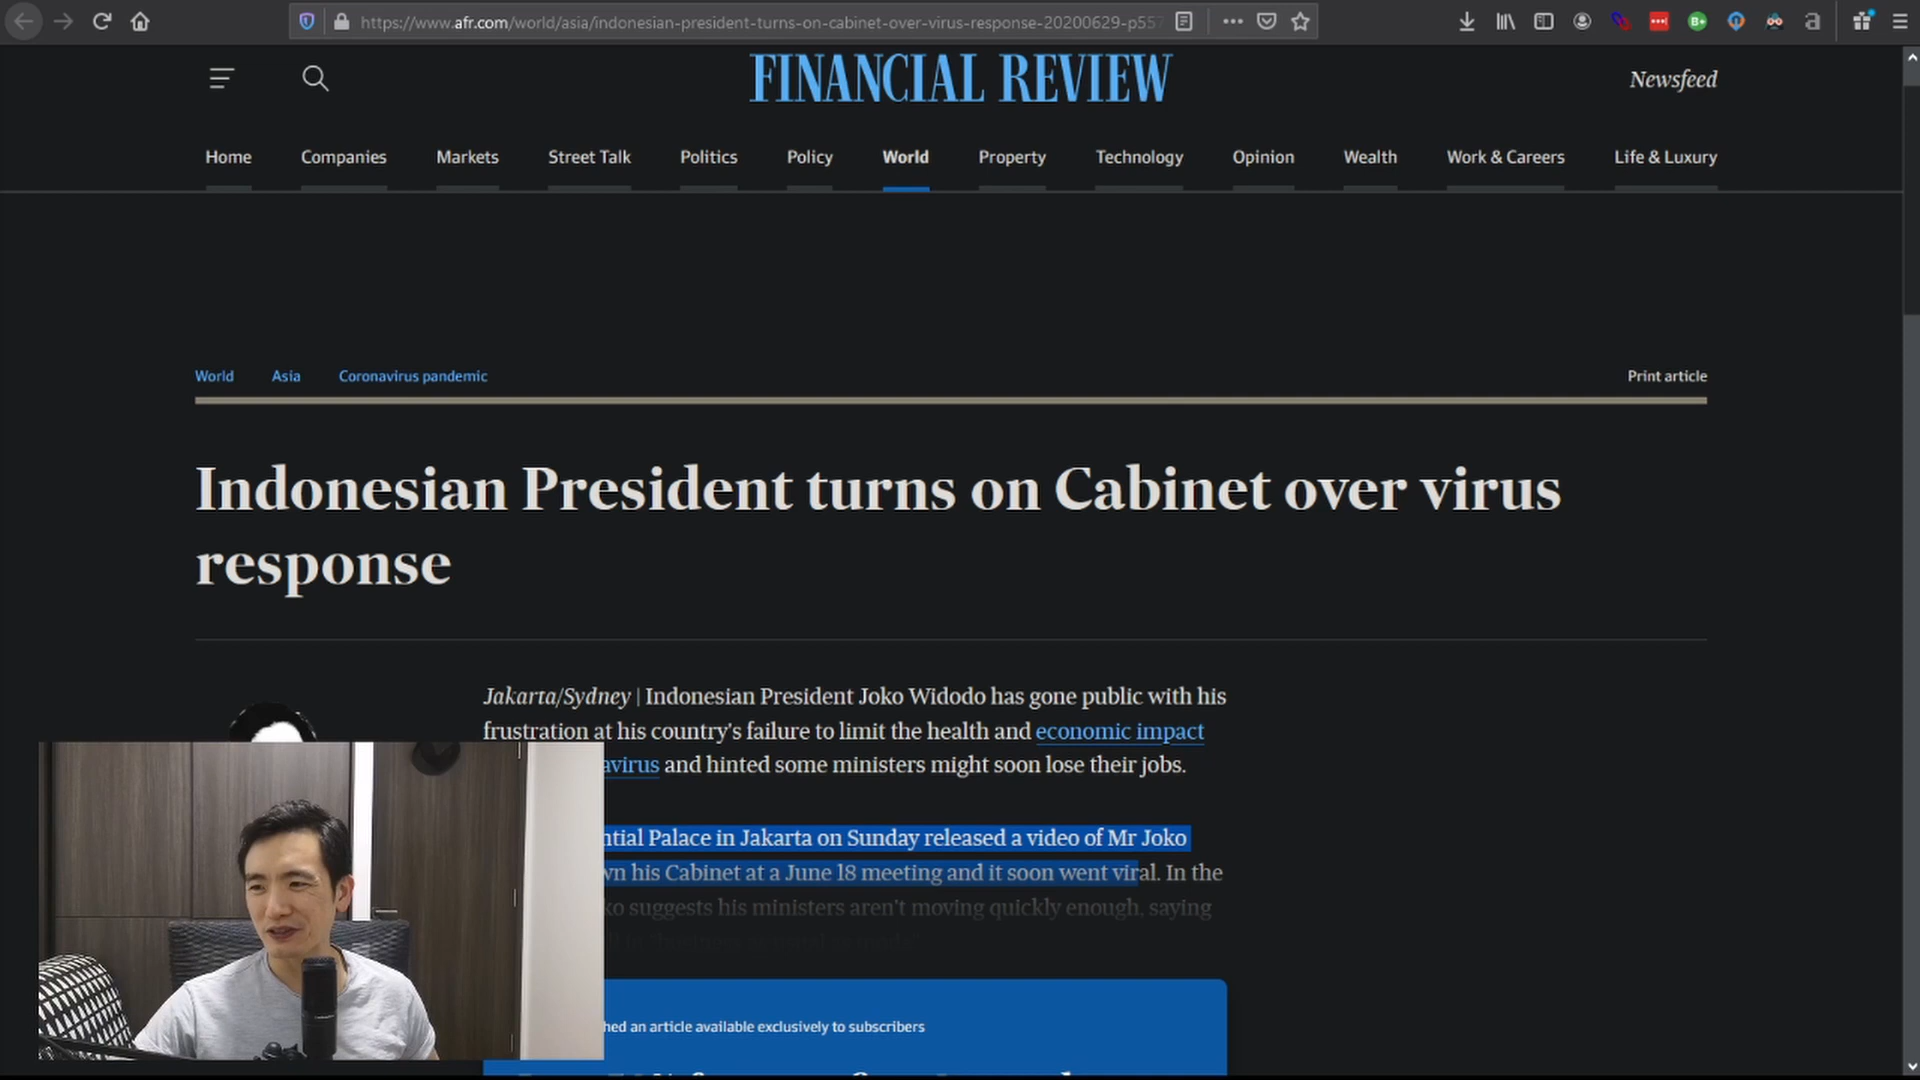 https://www.afr.com/world/asia/indonesian-president-turns-on-cabinet-over-virus-response-20200629-p557
FINANCIAL REVIEW
Newsfeed
Home Companies Markets Street Talk Politics Policy World Property Technology Opinion Wealth Work & Careers Life & Luxury
World Asia Coronavirus pandemic Print article
Indonesian President turns on Cabinet over virus
response
Jakarta/Sydney | Indonesian President Joko Widodo has gone public with his
frustration at his country's failure to limit the health and economic impact
avirus and hinted some ministers might soon lose their jobs.
ntial Palace in Jakarta on Sunday released a video of Mr Joko
wn his Cabinet at a June 18 meeting and it soon went viral. In the
ko suggests his ministers aren't moving quickly enough, saying
hed an article available exclusively to subscribers